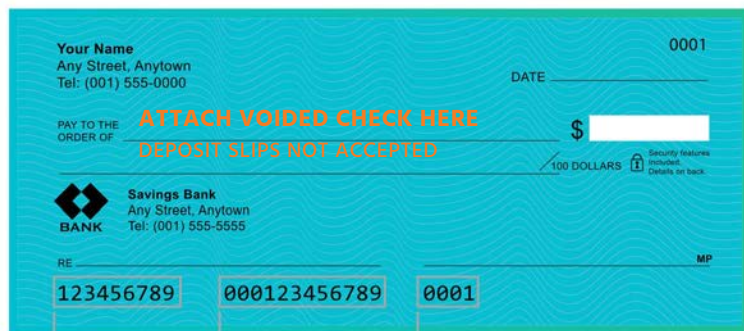 Your Name
Any Street, Anytown
Tel: (001) 555-0000
0001
DATE
PAY TO THE
ORDER OF
ATTACH VOIDED CHECK HERE
DEPOSIT SLIPS NOT ACCEPTED
$
/100 DOLLARS
Security features
Included.
Details on back
BANK
Savings Bank
Any Street, Anytown
Tel: (001) 555-5555
RE
MP
123456789 000123456789 0001